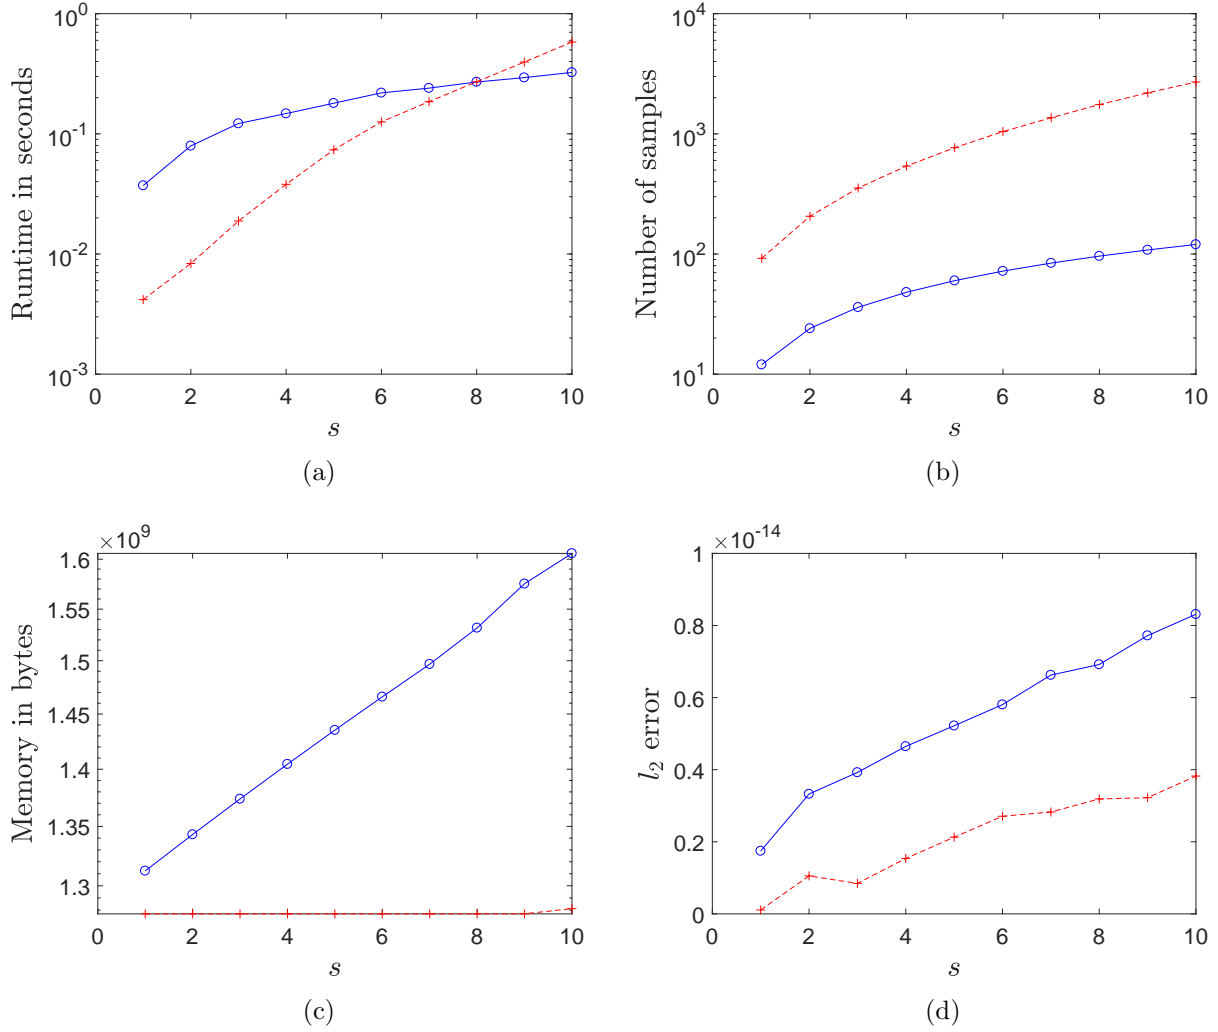 10^0
10^-1
10^-2
10^-3
Runtime in seconds
0 2 4 6 8 10
s
(a)
10^4
10^3
10^2
10^1
Number of samples
0 2 4 6 8 10
s
(b)
×10^9
1.6
1.55
1.5
1.45
1.4
1.35
1.3
Memory in bytes
0 2 4 6 8 10
s
(c)
×10^-14
1
0.8
0.6
0.4
0.2
0
l_2 error
0 2 4 6 8 10
s
(d)